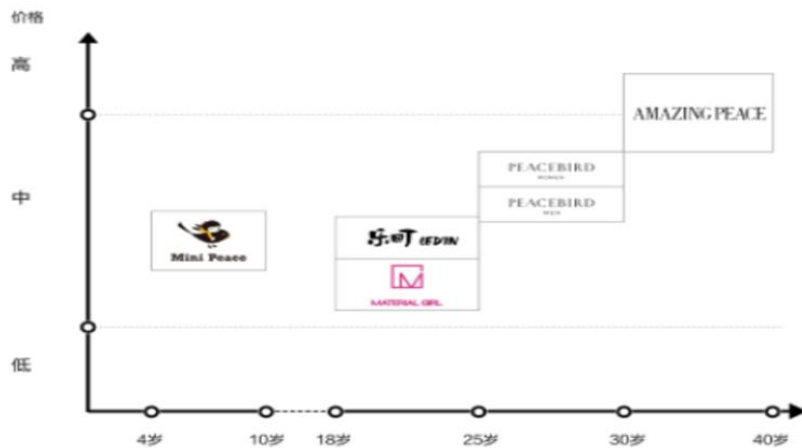 价格
高
AMAZING PEACE
PEACEBIRD
WOMEN
中
PEACEBIRD
MEN
Mini Peace
乐町 LEDIN
MATERIAL GIRL
低
4岁 10岁 18岁 25岁 30岁 40岁